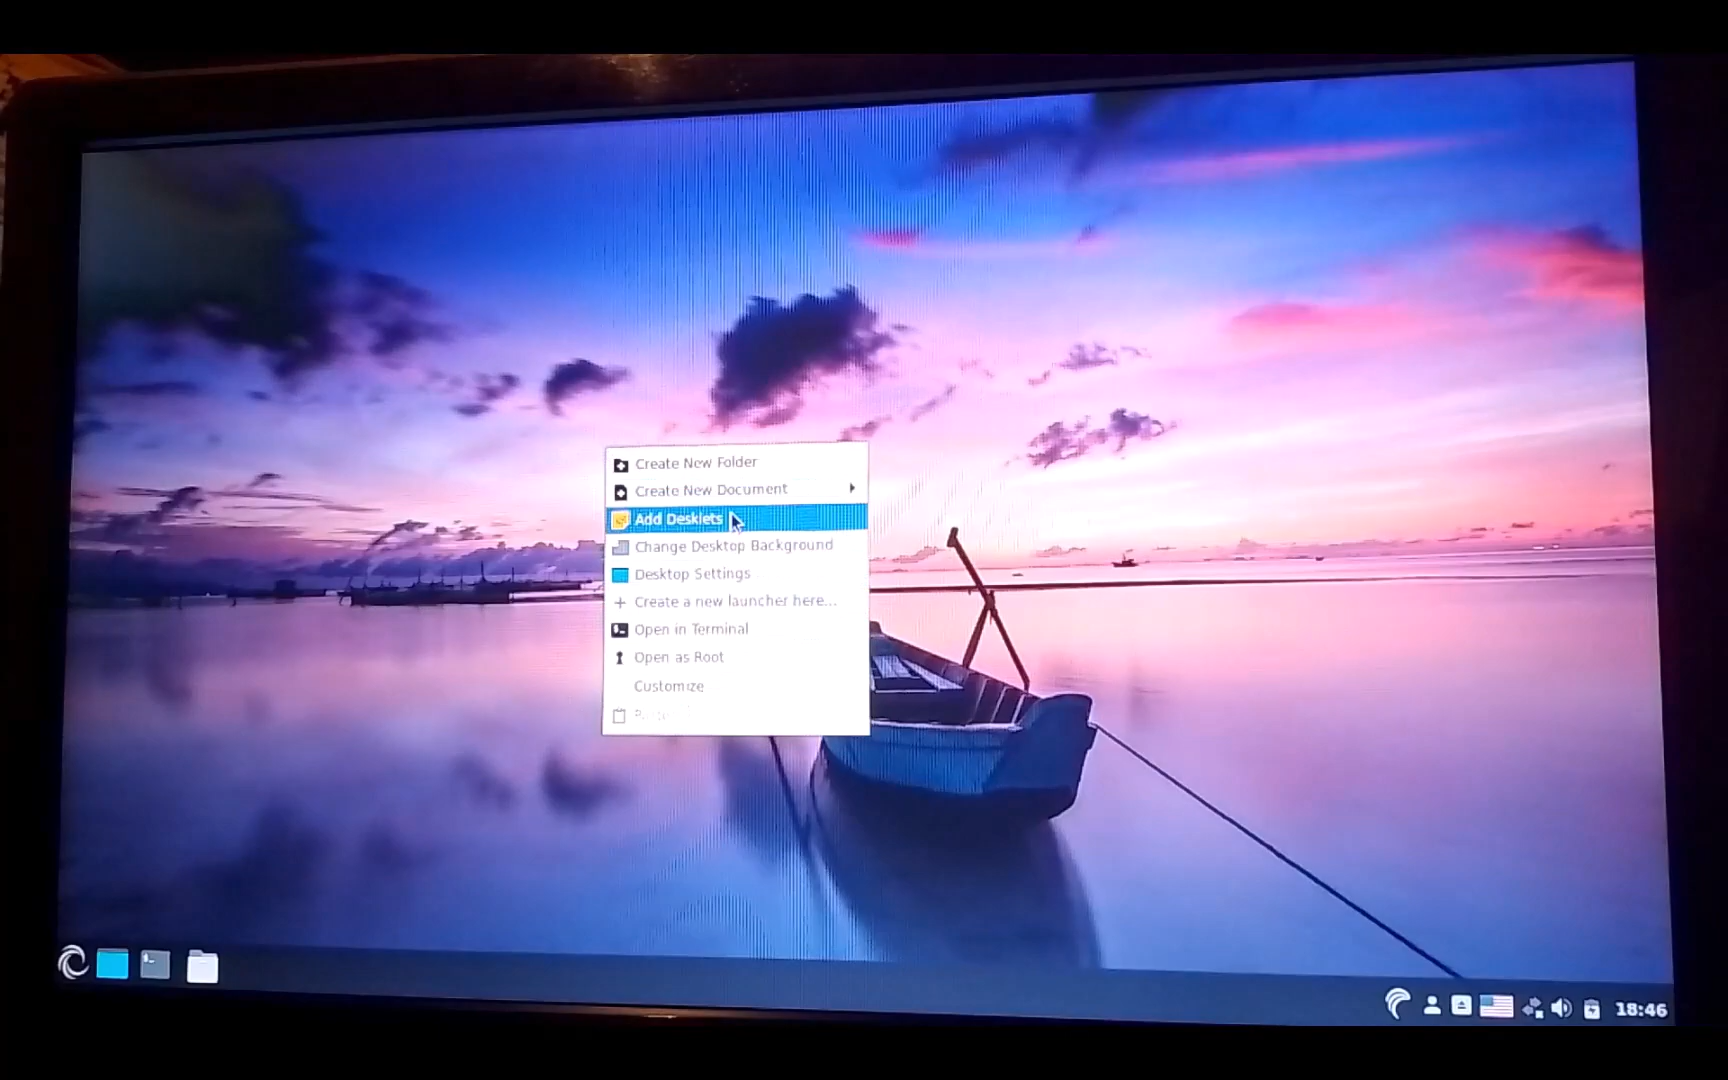 Create New Folder
Create New Document
Add Desklets
Change Desktop Background
Desktop Settings
Create a new launcher here...
Open in Terminal
Open as Root
Customize
18:46